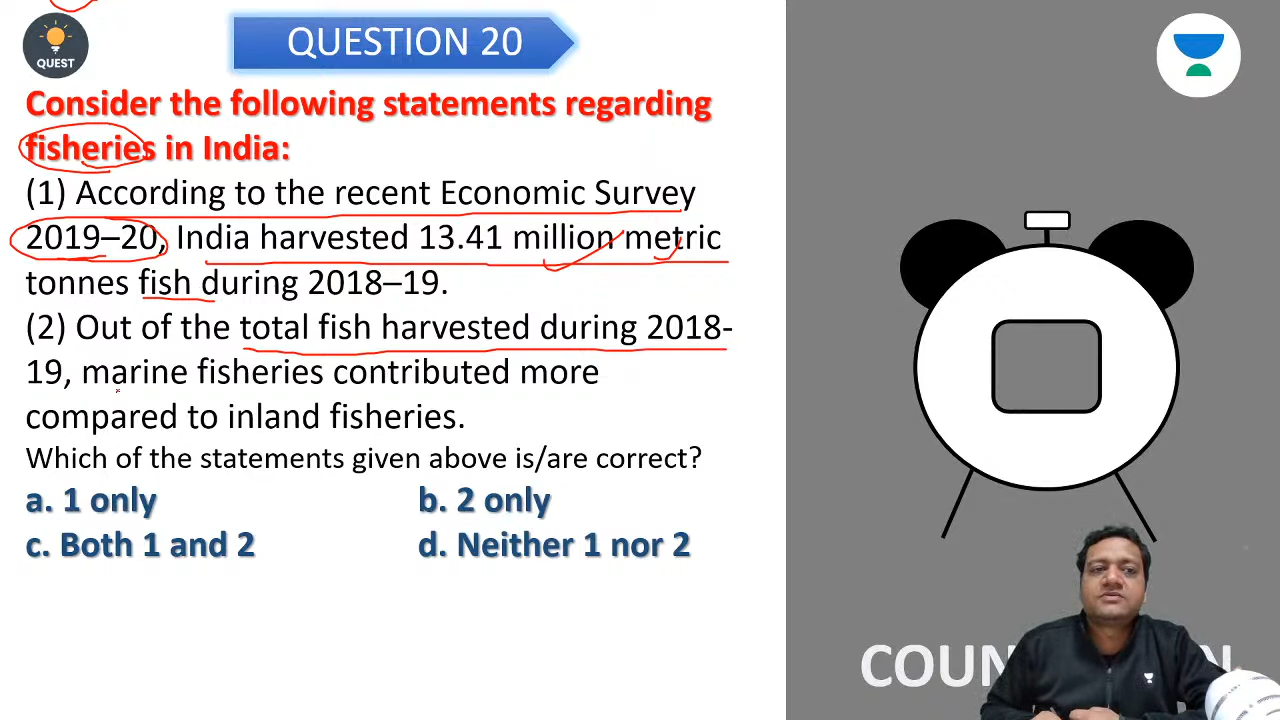 QUESTION 20
QUEST
Consider the following statements regarding
fisheries in India:
(1) According to the recent Economic Survey
2019–20, India harvested 13.41 million metric
tonnes fish during 2018–19.
(2) Out of the total fish harvested during 2018-
19, marine fisheries contributed more
compared to inland fisheries.
Which of the statements given above is/are correct?
a. 1 only
b. 2 only
c. Both 1 and 2
d. Neither 1 nor 2